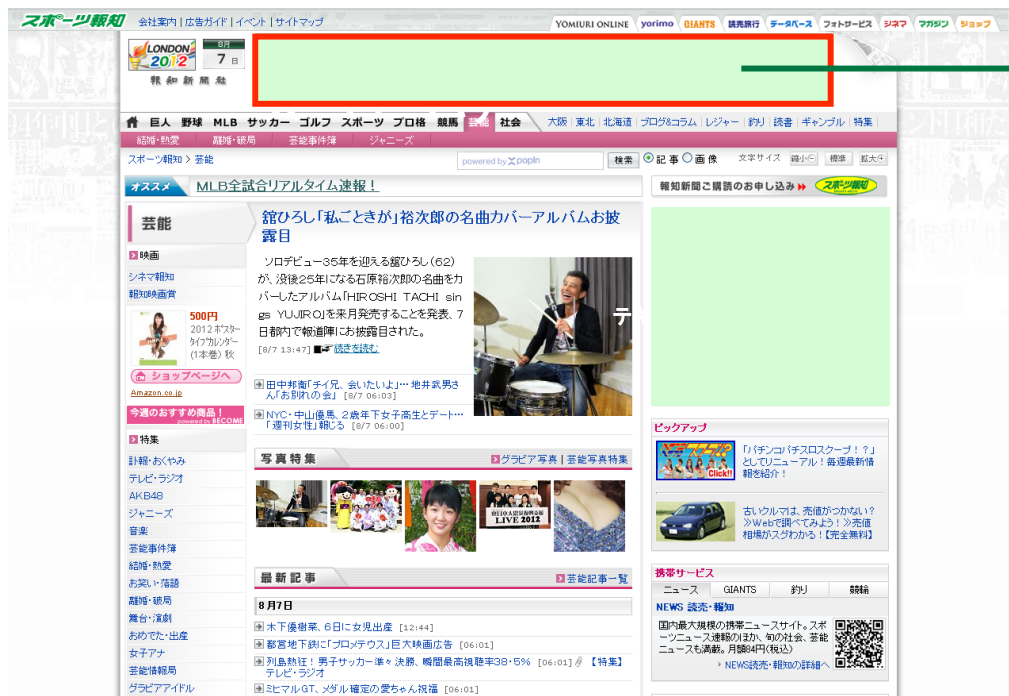 スポーツ報知
会社案内 | 広告ガイド | イベント | サイトマップ
YOMIURI ONLINE yorimo GIANTS 読売旅行 データベース フォトサービス シネマ マガジン ショップ
LONDON 2012
8月
7日
報知新聞社
巨人 野球 MLB サッカー ゴルフ スポーツ プロ格 競馬 芸能 社会 大阪 | 東北 | 北海道 | ブログ&コラム | レジャー | 釣り | 読書 | ギャンブル | 特集 |
結婚・熱愛 離婚・破局 芸能事件簿 ジャニーズ
スポーツ報知 > 芸能
powered by popIn 検索 記事 画像 文字サイズ 縮小 標準 拡大
オススメ MLB全試合リアルタイム速報!
報知新聞ご購読のお申し込み スポーツ報知
芸能
映画
シネマ報知
報知映画賞
500円
2012 ポスター
タイプカレンダー
(1本巻) 秋
ショップページへ
Amazon.co.jp
今週のおすすめ商品!
powered by BECOME
特集
訃報・おくやみ
テレビ・ラジオ
AKB48
ジャニーズ
音楽
芸能事件簿
結婚・熱愛
お笑い・落語
離婚・破局
舞台・演劇
おめでた・出産
女子アナ
芸能情報局
グラビアアイドル
舘ひろし「私ごときが」裕次郎の名曲カバーアルバムお披
露目
ソロデビュー35年を迎える舘ひろし(62)
が、没後25年になる石原裕次郎の名曲をカ
バーしたアルバム「HIROSHI TACHI sin
gs YUJIRO」を来月発売することを発表、7
日都内で報道陣にお披露目された。
[8/7 13:47] 続きを読む
テ
田中邦衛「チイ兄、会いたいよ」…地井武男さ
ん「お別れの会」 [8/7 06:03]
NYC・中山優馬、2歳年下女子高生とデート…
「週刊女性」報じる [8/7 06:00]
写真特集
グラビア写真 | 芸能写真特集
LIVE 2012
最新記事
芸能記事一覧
8月7日
木下優樹菜、6日に女児出産 [12:44]
都営地下鉄に「プロメテウス」巨大映画広告 [06:01]
列島熱狂!男子サッカー準々決勝、瞬間最高視聴率38・5% [06:01] 【特集】
テレビ・ラジオ
ミヒマルGT、メダル確定の愛ちゃん祝福 [06:01]
ピックアップ
Click!!
「パチンコパチスロスクープ!?」
としてリニューアル!毎週最新情
報を紹介!
古いクルマは、売値がつかない?
≫Webで調べてみよう!≫売値
相場がスグわかる!【完全無料】
携帯サービス
ニュース GIANTS 釣り 競輪
NEWS 読売・報知
国内最大規模の携帯ニュースサイト。スポ
ーツニュース速報のほか、旬の社会、芸能
ニュースも満載。月額84円(税込)
NEWS読売・報知の詳細へ